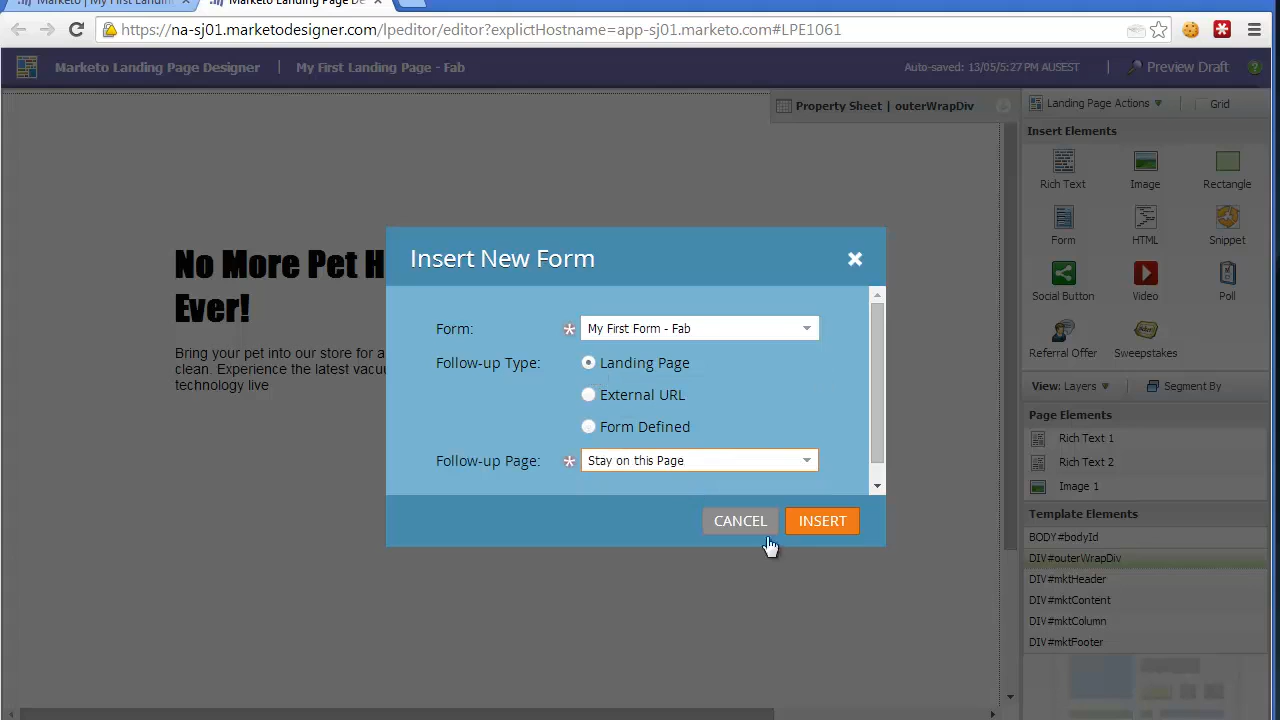 Marketo | My First Landin
Marketo Landing Page De
https://na-sj01.marketodesigner.com/lpeditor/editor?explictHostname=app-sj01.marketo.com#LPE1061
Marketo Landing Page Designer | My First Landing Page - Fab
Auto-saved: 13/05/5:27 PM AUSEST | Preview Draft ?
Property Sheet | outerWrapDiv
Landing Page Actions
Grid
Insert Elements
Rich Text
Image
Rectangle
Form
HTML
Snippet
Social Button
Video
Poll
Referral Offer
Sweepstakes
View: Layers
Segment By
Page Elements
Rich Text 1
Rich Text 2
Image 1
Template Elements
BODY#bodyId
DIV#outerWrapDiv
DIV#mktHeader
DIV#mktContent
DIV#mktColumn
DIV#mktFooter
No More Pet H
Ever!
Bring your pet into our store for a
clean. Experience the latest vacu
technology live
Insert New Form
Form: * My First Form - Fab
Follow-up Type: Landing Page
External URL
Form Defined
Follow-up Page: * Stay on this Page
CANCEL
INSERT